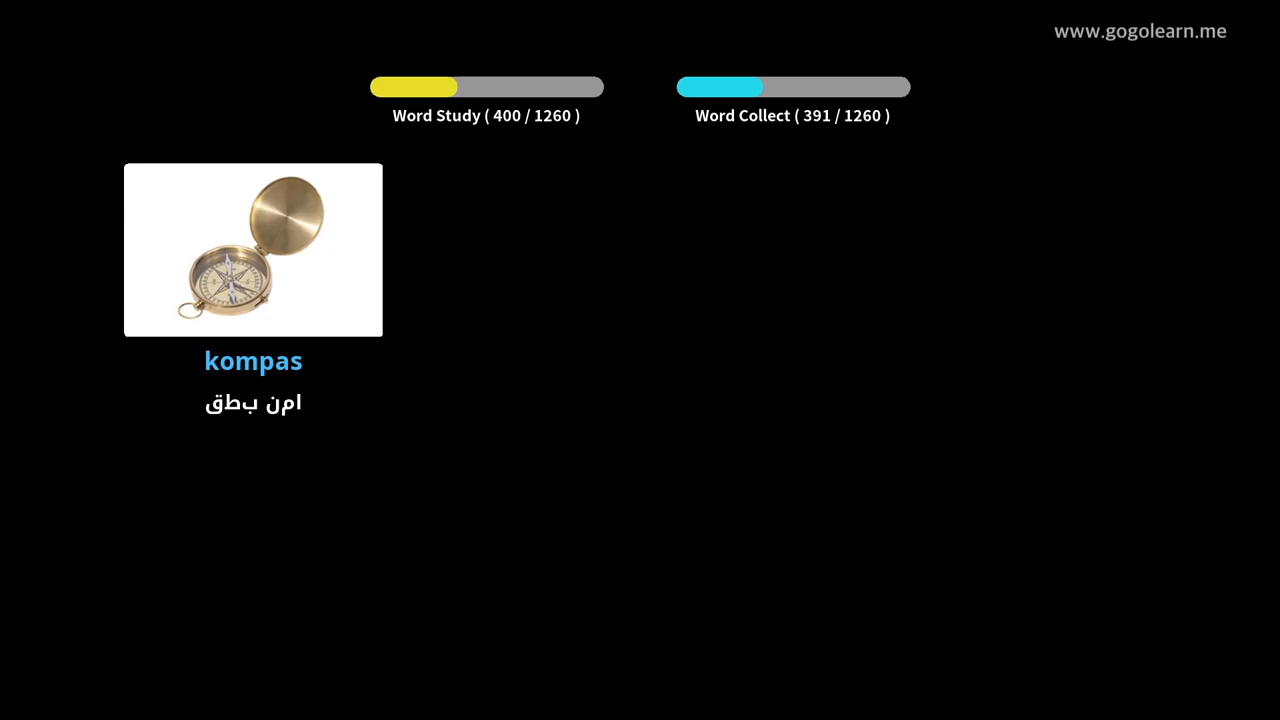 www.gogolearn.me
Word Study ( 400 / 1260 )
Word Collect ( 391 / 1260 )
kompas
امن بطق